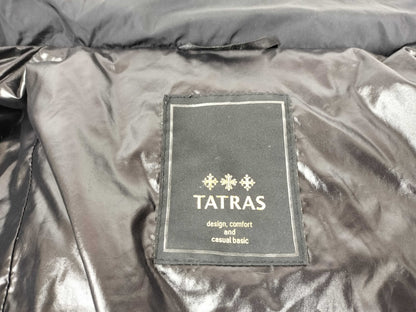 TATRAS
design, comfort
and
casual basic